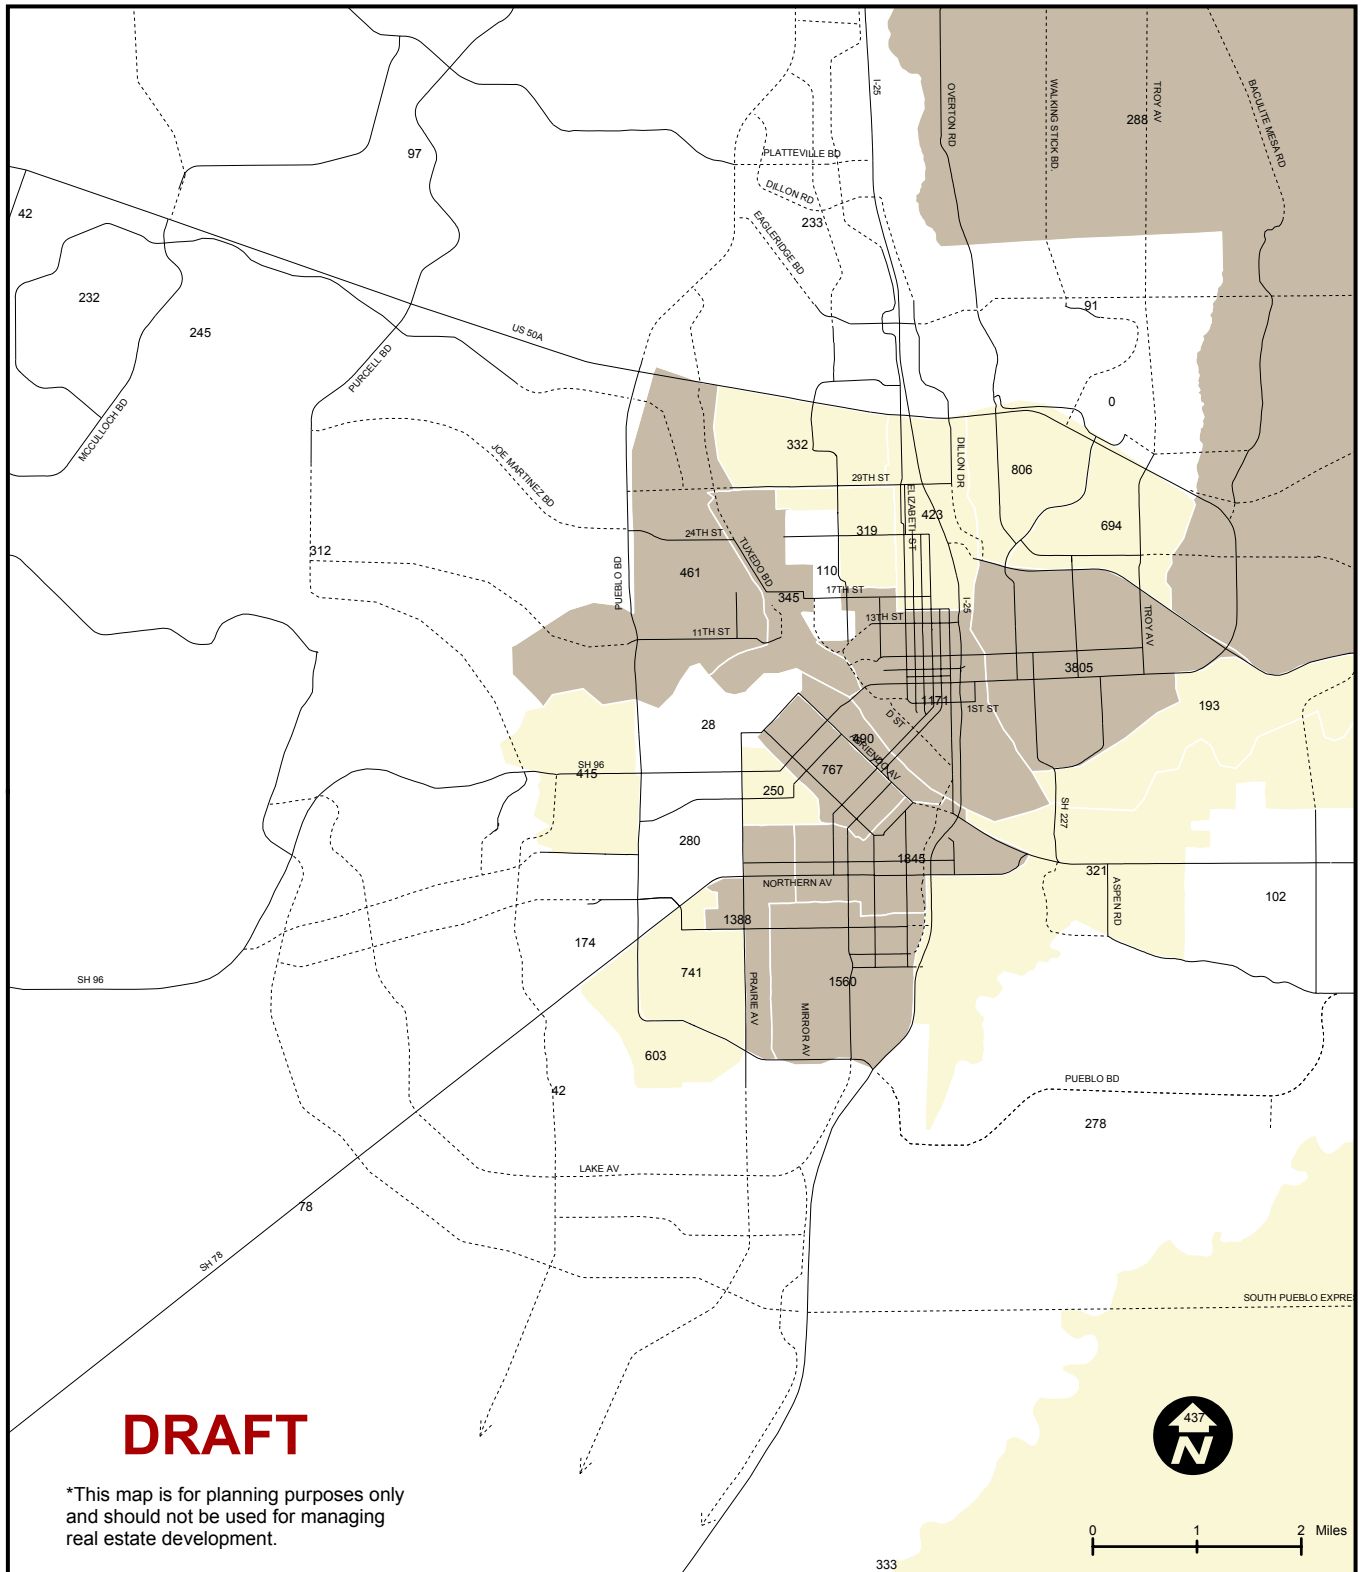 I-25
OVERTON RD
WALKING STICK BD.
TROY AV
288
BACULITE MESA RD
97
PLATTEVILLE BD
DILLON RD
233
EAGLERIDGE BD
42
232
245
US 50A
91
PURCELL BD
MCCULLOCH BD
0
332
JOE MARTINEZ BD
DILLON DR
806
29TH ST
ELIZABETH ST
423
694
319
24TH ST
TUXEDO BD
312
461
110
PUEBLO BD
345
17TH ST
I-25
13TH ST
TROY AV
11TH ST
3805
1171
1ST ST
193
D ST
28
490
ABRIENDO AV
767
SH 96
415
250
SH 227
280
1845
321
NORTHERN AV
ASPEN RD
102
1388
174
741
SH 96
PRAIRIE AV
1560
MIRROR AV
603
42
PUEBLO BD
278
LAKE AV
78
SH 78
SOUTH PUEBLO EXPRE
DRAFT
437
N
*This map is for planning purposes only
and should not be used for managing
real estate development.
0 1 2 Miles
333